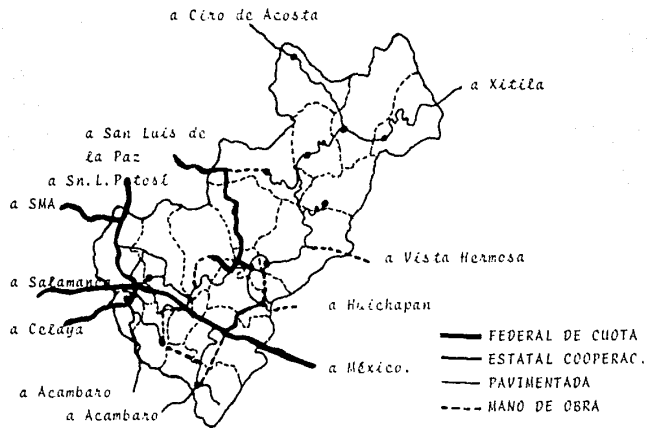 a Ciro de Acosta
a Xitila
a San Luis de
la Paz
a Sn. L. Potosí
a SMA
a Vista Hermosa
a Salamanca
a Huichapan
a Celaya
a México.
a Acambaro
a Acambaro
FEDERAL DE CUOTA
ESTATAL COOPERAC.
PAVIMENTADA
MANO DE OBRA